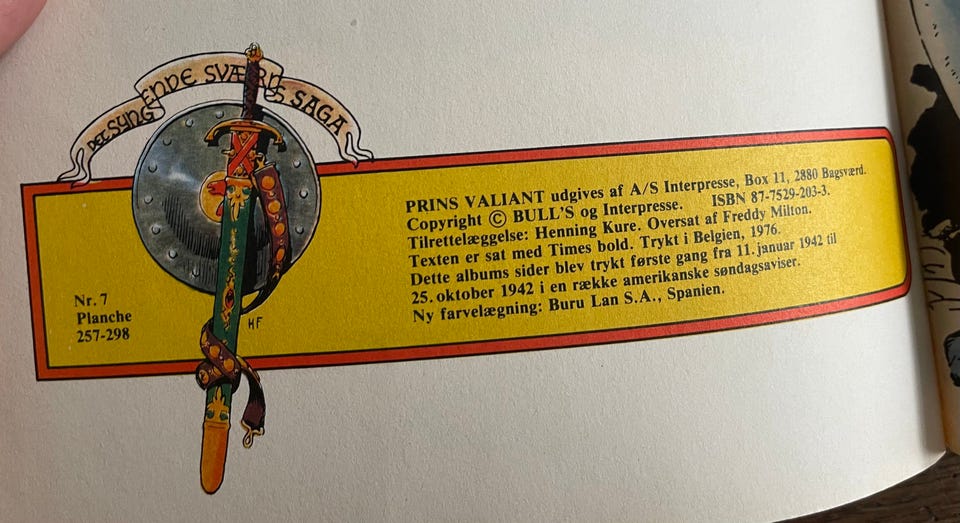 DET SYNGENDE SVÆRDS SAGA
PRINS VALIANT udgives af A/S Interpresse, Box 11, 2880 Bagsværd.
Copyright © BULL'S og Interpresse. ISBN 87-7529-203-3.
Tilrettelæggelse: Henning Kure. Oversat af Freddy Milton.
Texten er sat med Times bold. Trykt i Belgien, 1976.
Dette albums sider blev trykt første gang fra 11. januar 1942 til
25. oktober 1942 i en række amerikanske søndagsaviser.
Ny farvelægning: Buru Lan S.A., Spanien.
Nr. 7
Planche
257-298
HF